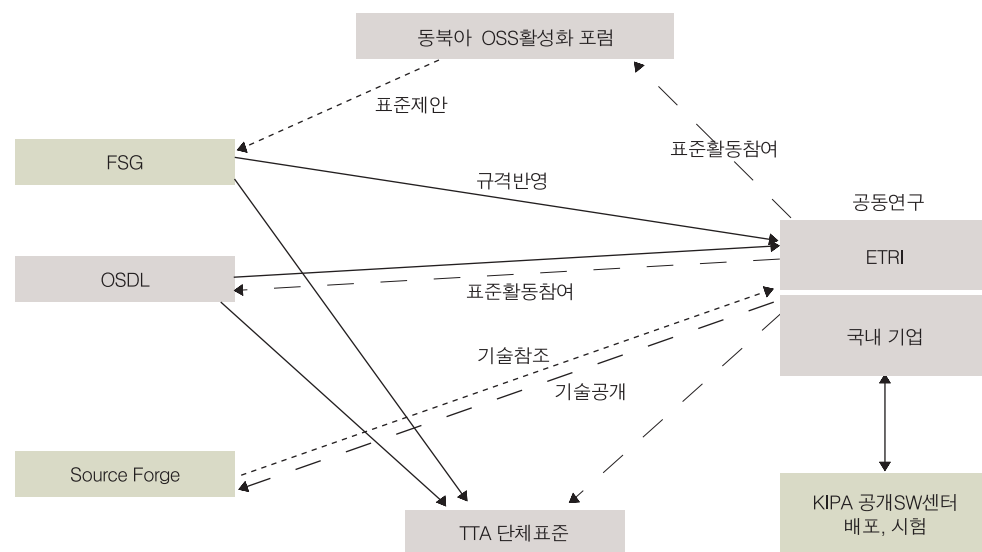 동북아 OSS활성화 포럼
표준제안
FSG
표준활동참여
규격반영
공동연구
ETRI
OSDL
표준활동참여
국내 기업
기술참조
기술공개
Source Forge
KIPA 공개SW센터
배포, 시험
TTA 단체표준